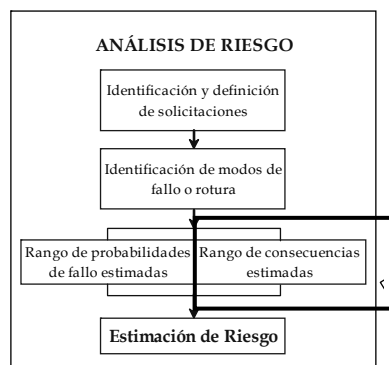 ANÁLISIS DE RIESGO
Identificación y definición
de solicitaciones
Identificación de modos de
fallo o rotura
Rango de probabilidades
de fallo estimadas
Rango de consecuencias
estimadas
Estimación de Riesgo